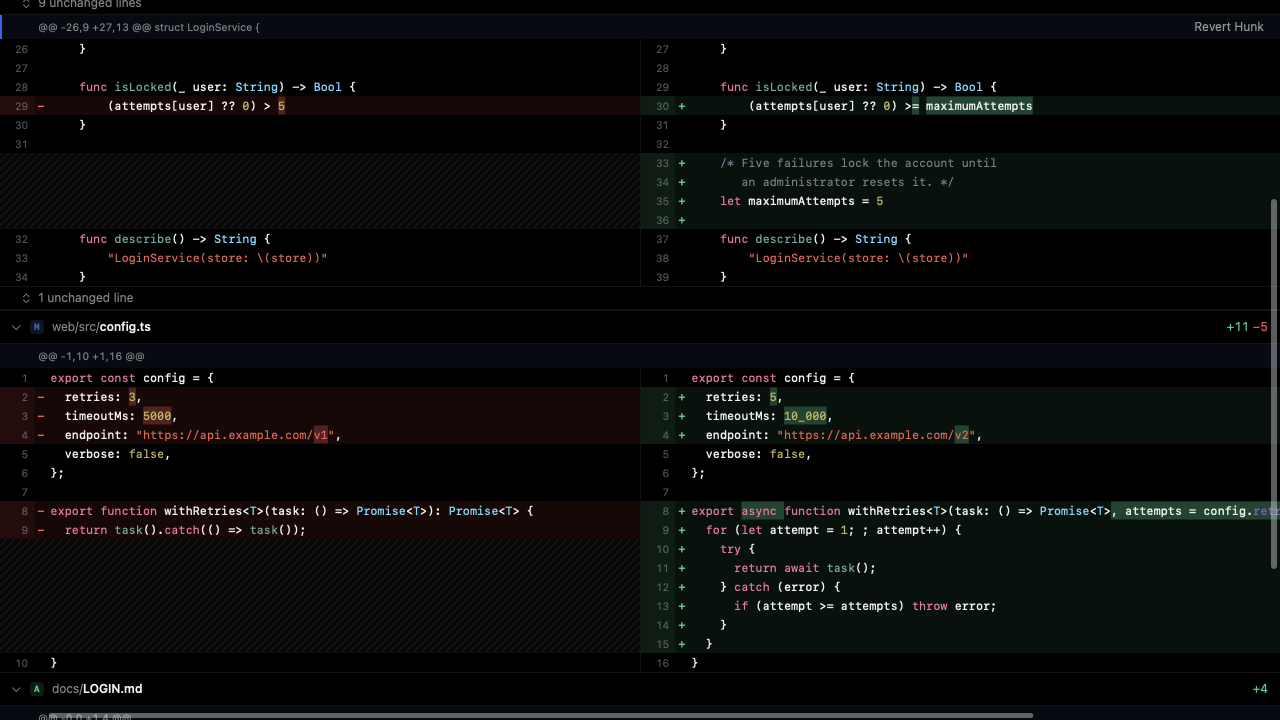 9 unchanged lines
@@ -26,9 +27,13 @@ struct LoginService {
Revert Hunk
26 }
27
28 func isLocked(_ user: String) -> Bool {
29 - (attempts[user] ?? 0) > 5
30 }
31
32 func describe() -> String {
33 "LoginService(store: \(store))"
34 }
27 }
28
29 func isLocked(_ user: String) -> Bool {
30 + (attempts[user] ?? 0) >= maximumAttempts
31 }
32
33 + /* Five failures lock the account until
34 + an administrator resets it. */
35 + let maximumAttempts = 5
36 +
37 func describe() -> String {
38 "LoginService(store: \(store))"
39 }
1 unchanged line
M web/src/config.ts
+11 −5
@@ -1,10 +1,16 @@
1 export const config = {
2 - retries: 3,
3 - timeoutMs: 5000,
4 - endpoint: "https://api.example.com/v1",
5 verbose: false,
6 };
7
8 - export function withRetries<T>(task: () => Promise<T>): Promise<T> {
9 - return task().catch(() => task());
10 }
1 export const config = {
2 + retries: 5,
3 + timeoutMs: 10_000,
4 + endpoint: "https://api.example.com/v2",
5 verbose: false,
6 };
7
8 + export async function withRetries<T>(task: () => Promise<T>, attempts = config.retr
9 + for (let attempt = 1; ; attempt++) {
10 + try {
11 + return await task();
12 + } catch (error) {
13 + if (attempt >= attempts) throw error;
14 + }
15 + }
16 }
A docs/LOGIN.md
+4
@@ -0,0 +1,4 @@